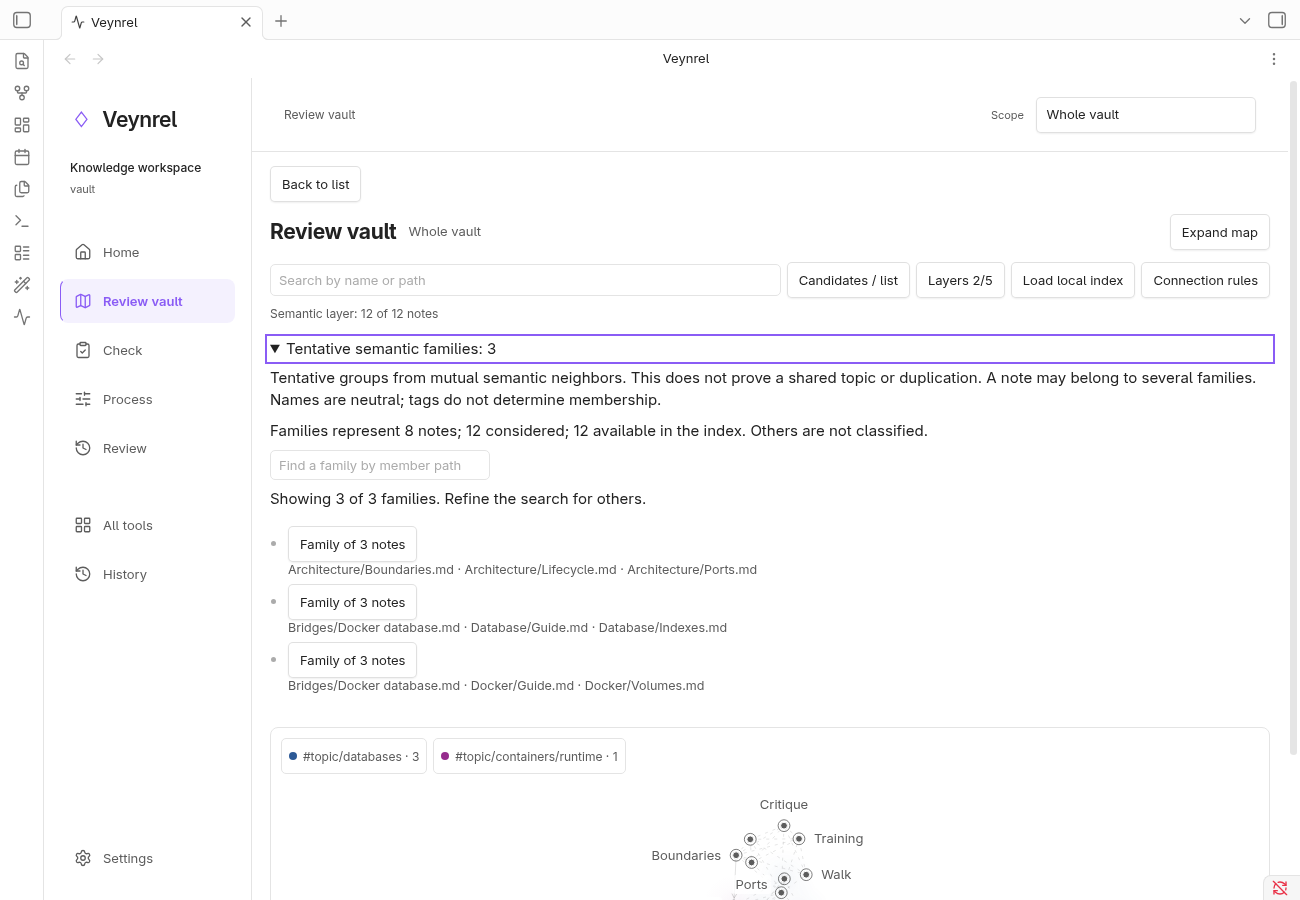 Veynrel
Veynrel
Veynrel
Knowledge workspace
vault
Home
Review vault
Check
Process
Review
All tools
History
Settings
Review vault
Scope
Whole vault
Back to list
Review vault
Whole vault
Expand map
Search by name or path
Candidates / list
Layers 2/5
Load local index
Connection rules
Semantic layer: 12 of 12 notes
Tentative semantic families: 3
Tentative groups from mutual semantic neighbors. This does not prove a shared topic or duplication. A note may belong to several families.
Names are neutral; tags do not determine membership.
Families represent 8 notes; 12 considered; 12 available in the index. Others are not classified.
Find a family by member path
Showing 3 of 3 families. Refine the search for others.
Family of 3 notes
Architecture/Boundaries.md · Architecture/Lifecycle.md · Architecture/Ports.md
Family of 3 notes
Bridges/Docker database.md · Database/Guide.md · Database/Indexes.md
Family of 3 notes
Bridges/Docker database.md · Docker/Guide.md · Docker/Volumes.md
#topic/databases · 3
#topic/containers/runtime · 1
Critique
Training
Boundaries
Walk
Ports